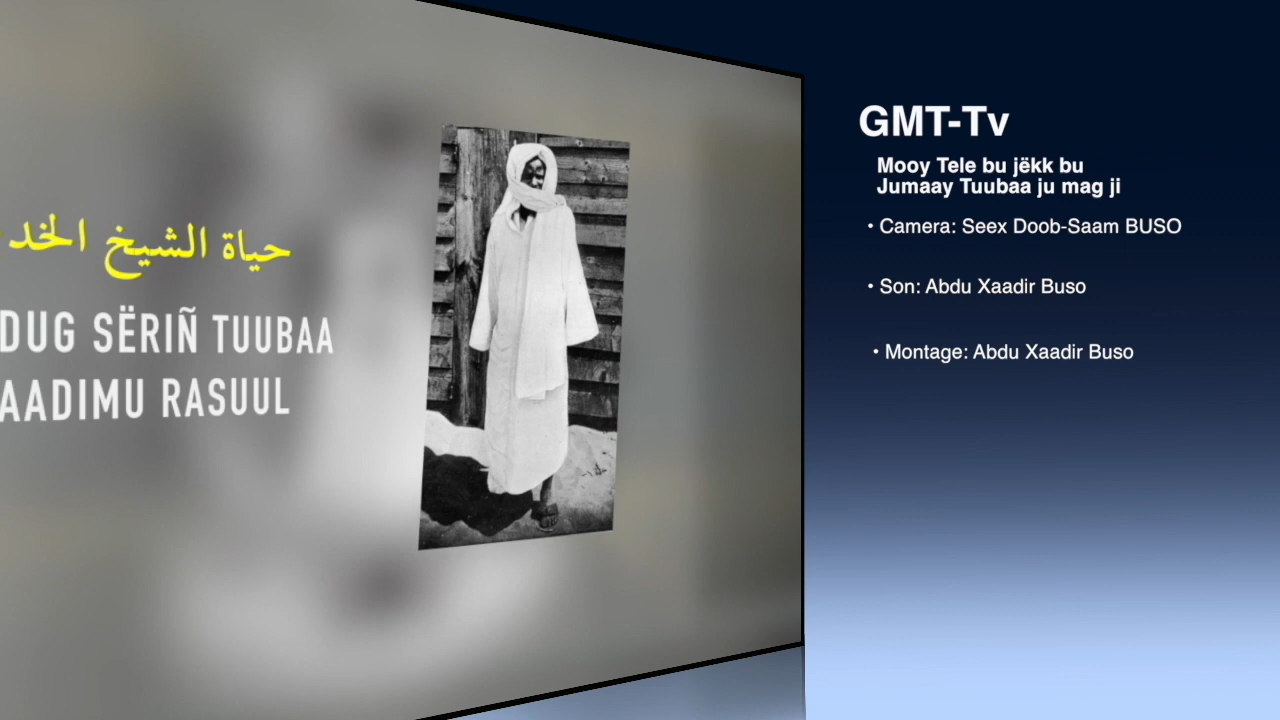 حياة الشيخ الخد
DUG SËRIÑ TUUBAA
AADIMU RASUUL
GMT-Tv
Mooy Tele bu jëkk bu
Jumaay Tuubaa ju mag ji
• Camera: Seex Doob-Saam BUSO
• Son: Abdu Xaadir Buso
• Montage: Abdu Xaadir Buso